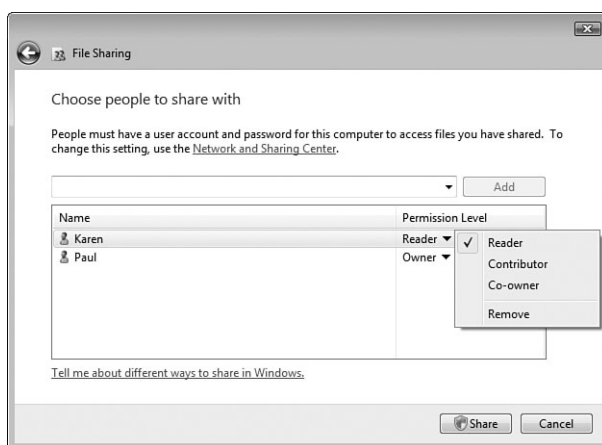 File Sharing
Choose people to share with
People must have a user account and password for this computer to access files you have shared. To
change this setting, use the Network and Sharing Center.
Add
Name Permission Level
Karen Reader
Paul Owner
Reader
Contributor
Co-owner
Remove
Tell me about different ways to share in Windows.
Share Cancel